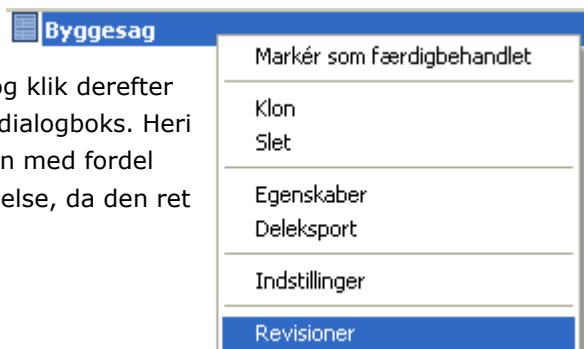 Byggesag
Markér som færdigbehandlet
og klik derefter
dialogboks. Heri
n med fordel
else, da den ret
Klon
Slet
Egenskaber
Deleksport
Indstillinger
Revisioner